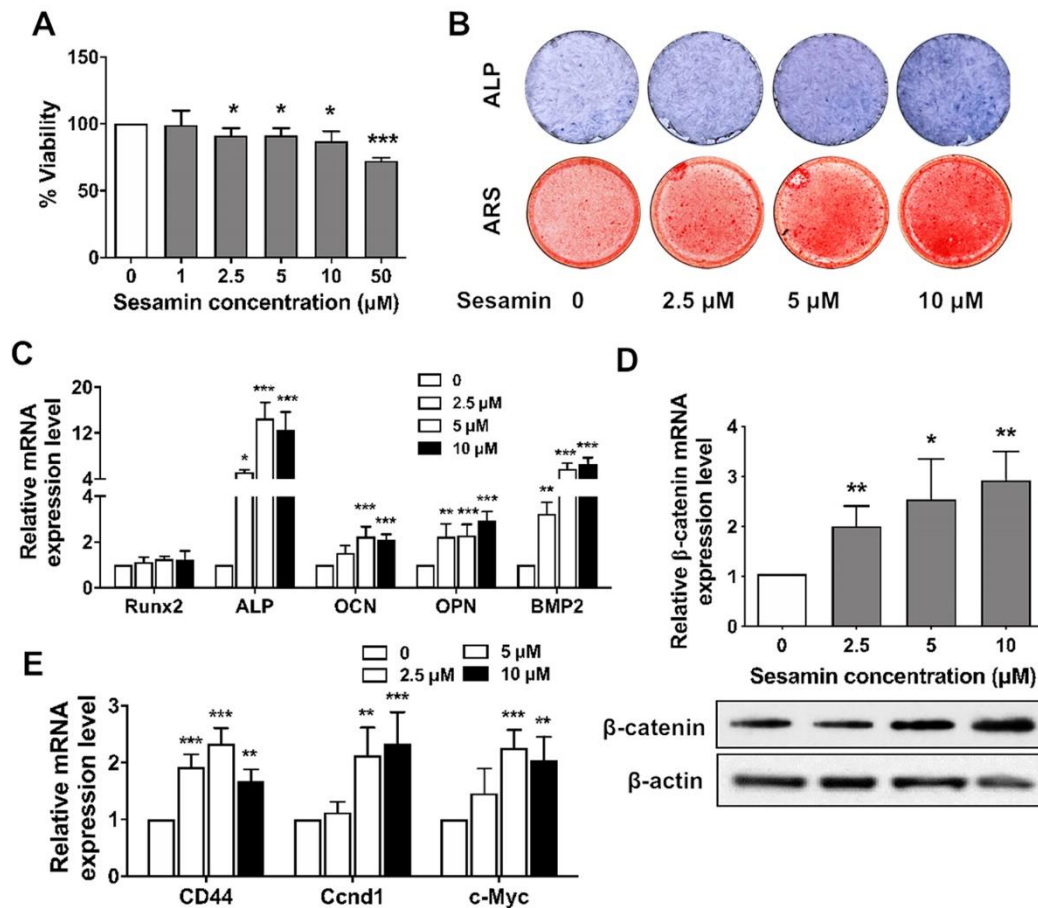 A
150
100
50
0
% Viability
* * * ***
0 1 2.5 5 10 50
Sesamin concentration (µM)
B
ALP
ARS
Sesamin 0 2.5 µM 5 µM 10 µM
C
Relative mRNA
expression level
20
12
4
4
2
0
0
2.5 µM
5 µM
10 µM
* *** ***
*** ***
** *** ***
** *** ***
Runx2 ALP OCN OPN BMP2
D
Relative β-catenin mRNA
expression level
4
3
2
1
0
** * **
0 2.5 5 10
Sesamin concentration (µM)
β-catenin
β-actin
E
Relative mRNA
expression level
3
2
1
0
0
2.5 µM
5 µM
10 µM
*** *** **
** ***
*** **
CD44 Ccnd1 c-Myc